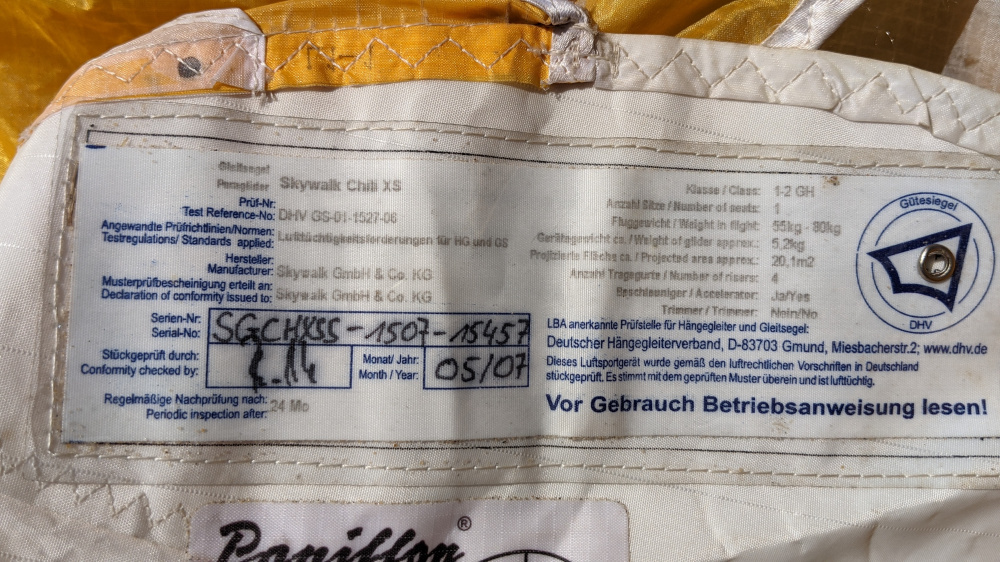 Gleitsegel
Paraglider Skywalk Chili XS
Prüf-Nr:
Test Reference-No: DHV GS-01-1527-06
Angewandte Prüfrichtlinien/Normen:
Testregulations/ Standards applied: Lufttüchtigkeitsforderungen für HG und GS
Hersteller:
Manufacturer: Skywalk GmbH & Co. KG
Musterprüfbescheinigung erteilt an:
Declaration of conformity issued to: Skywalk GmbH & Co. KG
Serien-Nr:
Serial-No: SGCHXSS-1507-15457
Stückgeprüft durch:
Conformity checked by:
Monat/ Jahr:
Month / Year: 05/07
Regelmäßige Nachprüfung nach:
Periodic inspection after: 24 Mo
Klasse / Class: 1-2 GH
Anzahl Sitze / Number of seats: 1
Fluggewicht / Weight in flight: 55kg - 80kg
Gerätegewicht ca. / Weight of glider approx.: 5,2kg
Projizierte Fläche ca. / Projected area approx.: 20,1m2
Anzahl Tragegurte / Number of risers: 4
Beschleuniger / Accelerator: Ja/Yes
Trimmer / Trimmer: Nein/No
LBA anerkannte Prüfstelle für Hängegleiter und Gleitsegel:
Deutscher Hängegleiterverband, D-83703 Gmund, Miesbacherstr.2; www.dhv.de
Dieses Luftsportgerät wurde gemäß den luftrechtlichen Vorschriften in Deutschland
stückgeprüft. Es stimmt mit dem geprüften Muster überein und ist lufttüchtig.
Vor Gebrauch Betriebsanweisung lesen!
Gütesiegel
DHV
Papillon ®